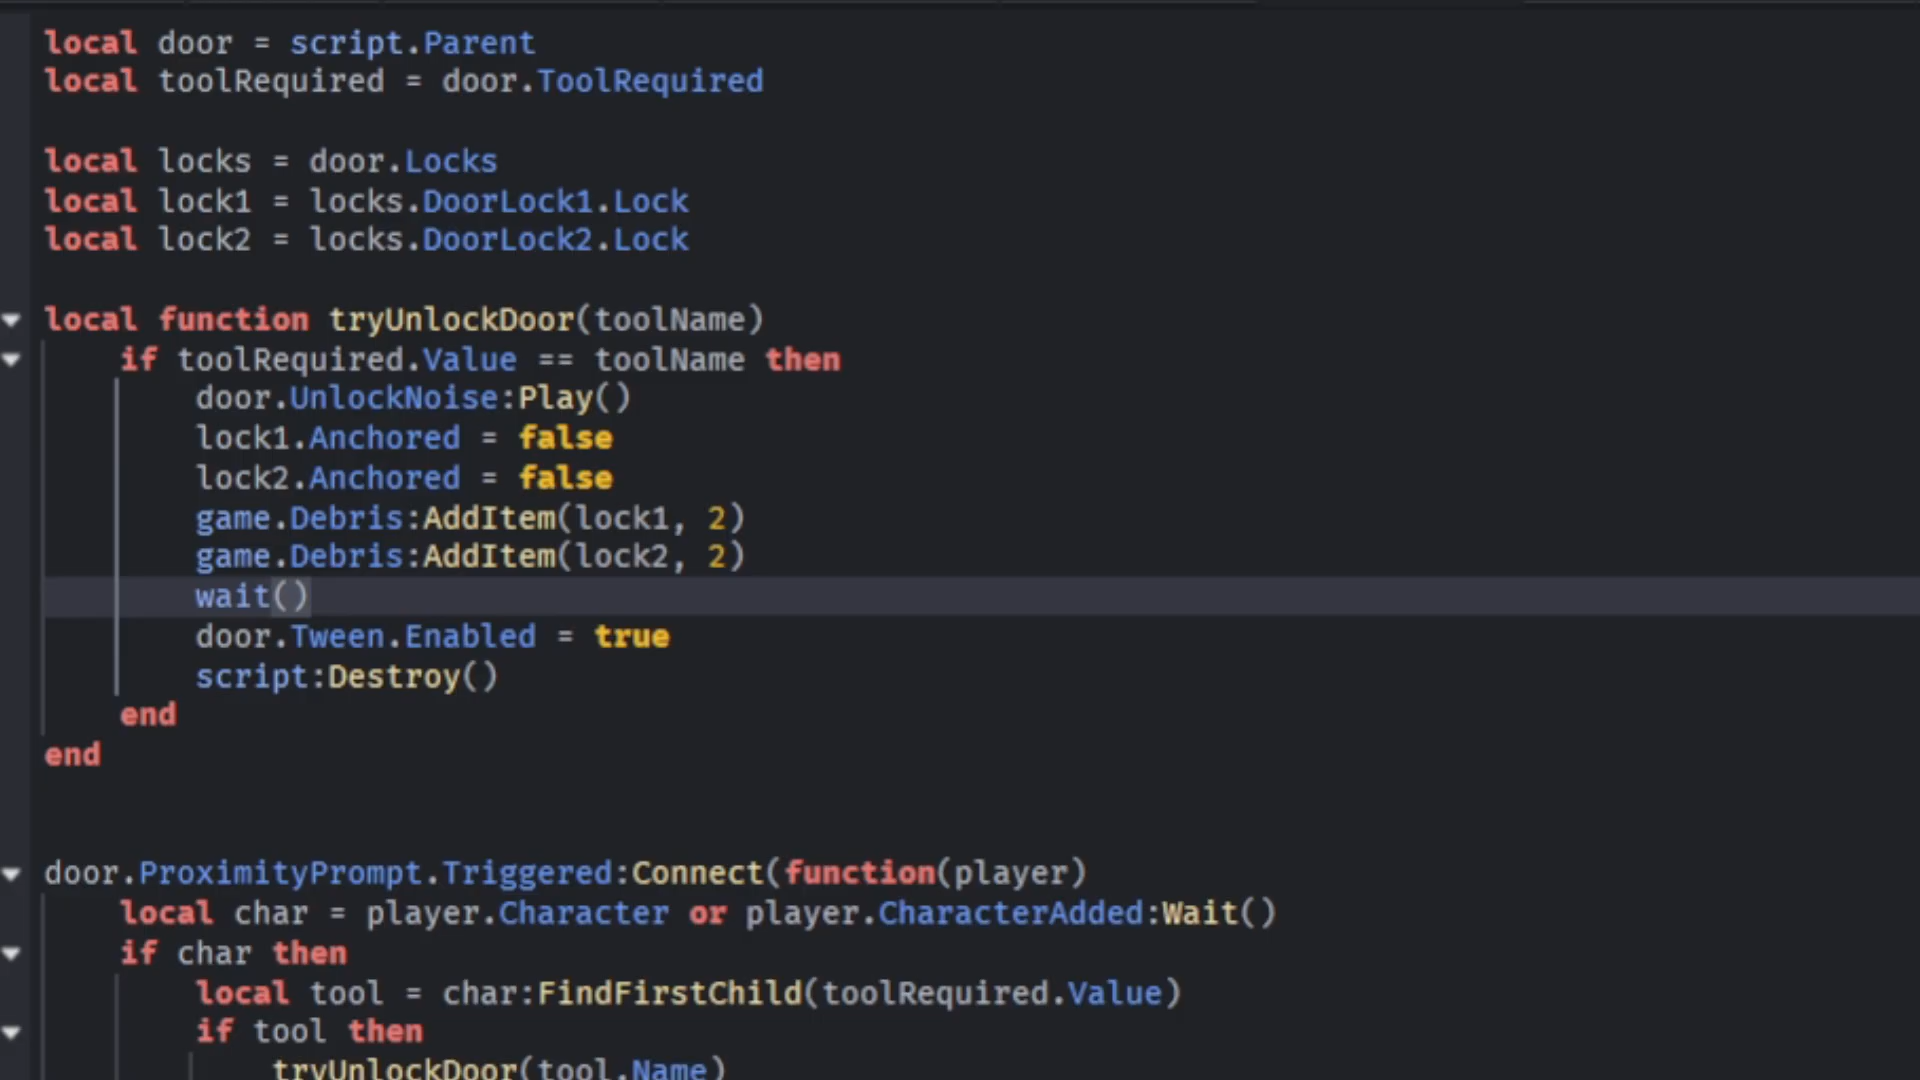 local door = script.Parent
local toolRequired = door.ToolRequired
local locks = door.Locks
local lock1 = locks.DoorLock1.Lock
local lock2 = locks.DoorLock2.Lock
local function tryUnlockDoor(toolName)
if toolRequired.Value == toolName then
door.UnlockNoise:Play()
lock1.Anchored = false
lock2.Anchored = false
game.Debris:AddItem(lock1, 2)
game.Debris:AddItem(lock2, 2)
wait()
door.Tween.Enabled = true
script:Destroy()
end
end
door.ProximityPrompt.Triggered:Connect(function(player)
local char = player.Character or player.CharacterAdded:Wait()
if char then
local tool = char:FindFirstChild(toolRequired.Value)
if tool then
tryUnlockDoor(tool.Name)